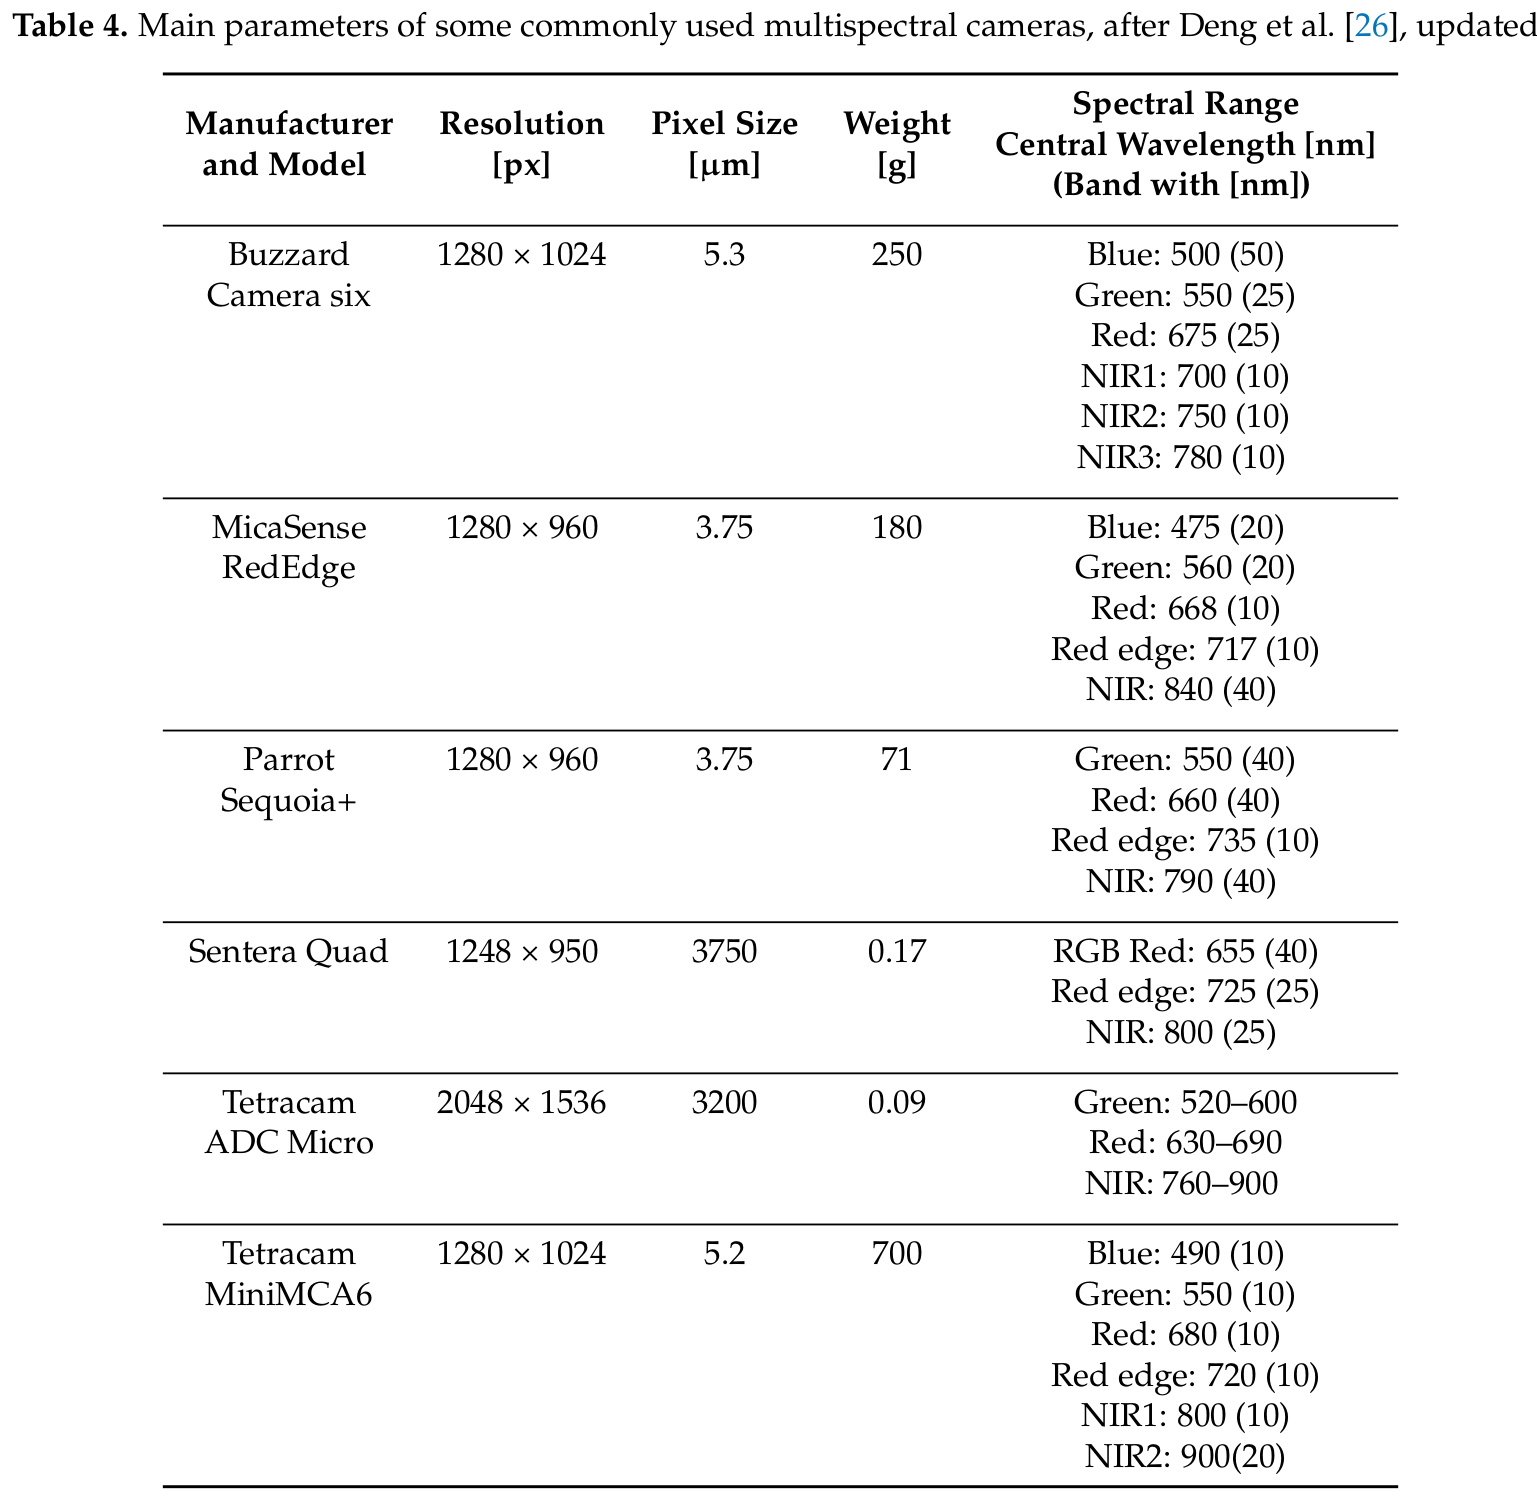 Table 4. Main parameters of some commonly used multispectral cameras, after Deng et al. [26], updated
Manufacturer and Model Resolution [px] Pixel Size [μm] Weight [g] Spectral Range Central Wavelength [nm] (Band with [nm])
Buzzard 1280 × 1024 5.3 250 Blue: 500 (50)
Camera six Green: 550 (25)
Red: 675 (25)
NIR1: 700 (10)
NIR2: 750 (10)
NIR3: 780 (10)
MicaSense 1280 × 960 3.75 180 Blue: 475 (20)
RedEdge Green: 560 (20)
Red: 668 (10)
Red edge: 717 (10)
NIR: 840 (40)
Parrot 1280 × 960 3.75 71 Green: 550 (40)
Sequoia+ Red: 660 (40)
Red edge: 735 (10)
NIR: 790 (40)
Sentera Quad 1248 × 950 3750 0.17 RGB Red: 655 (40)
Red edge: 725 (25)
NIR: 800 (25)
Tetracam 2048 × 1536 3200 0.09 Green: 520–600
ADC Micro Red: 630–690
NIR: 760–900
Tetracam 1280 × 1024 5.2 700 Blue: 490 (10)
MiniMCA6 Green: 550 (10)
Red: 680 (10)
Red edge: 720 (10)
NIR1: 800 (10)
NIR2: 900(20)